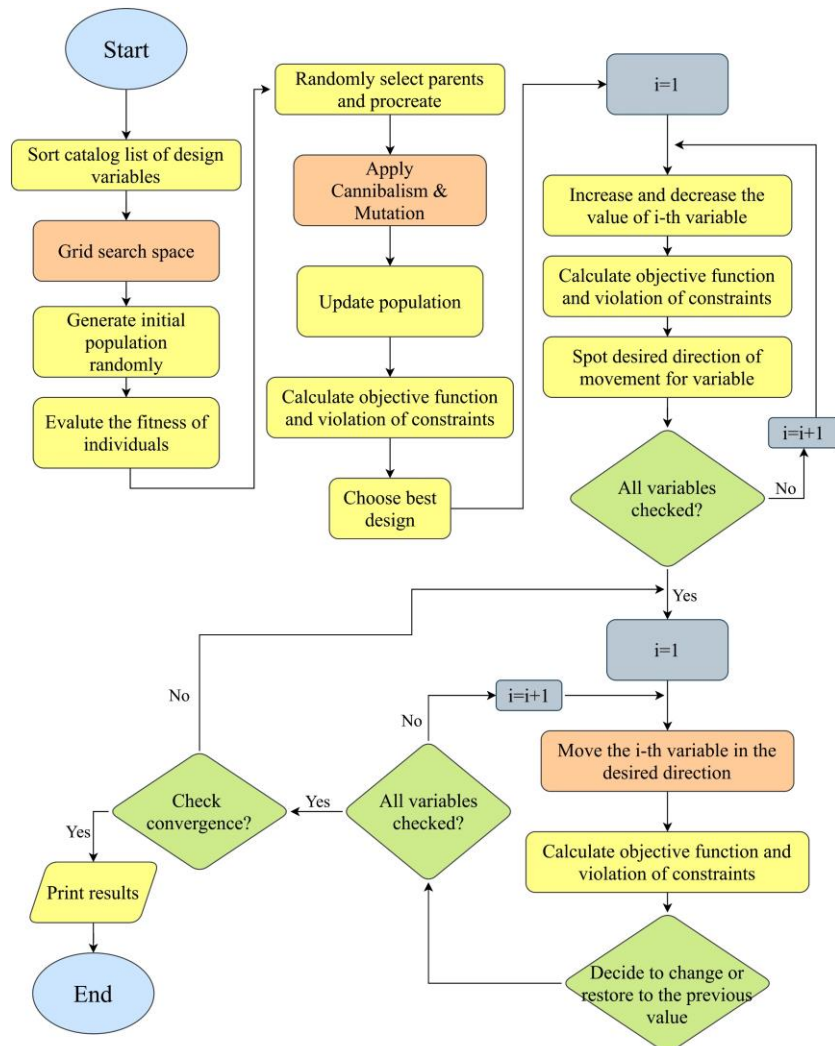 Start
Sort catalog list of design
variables
Grid search space
Generate initial
population
randomly
Evalute the fitness of
individuals
Randomly select parents
and procreate
Apply
Cannibalism &
Mutation
Update population
Calculate objective function
and violation of constraints
Choose best
design
i=1
Increase and decrease the
value of i-th variable
Calculate objective function
and violation of constraints
Spot desired direction of
movement for variable
i=i+1
All variables
checked?
No
Yes
i=1
i=i+1
Move the i-th variable in the
desired direction
Calculate objective function and
violation of constraints
Decide to change or
restore to the previous
value
No
All variables
checked?
Yes
No
Check
convergence?
Yes
Print results
End